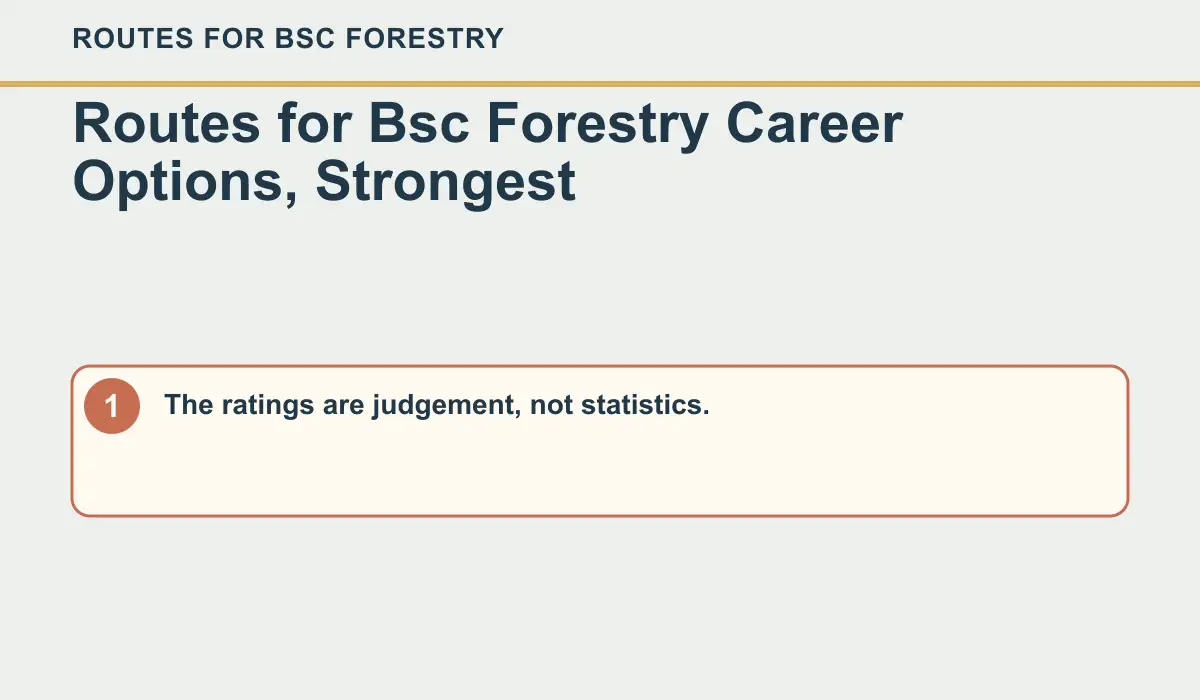 ROUTES FOR BSC FORESTRY
Routes for Bsc Forestry Career
Options, Strongest
1
The ratings are judgement, not statistics.